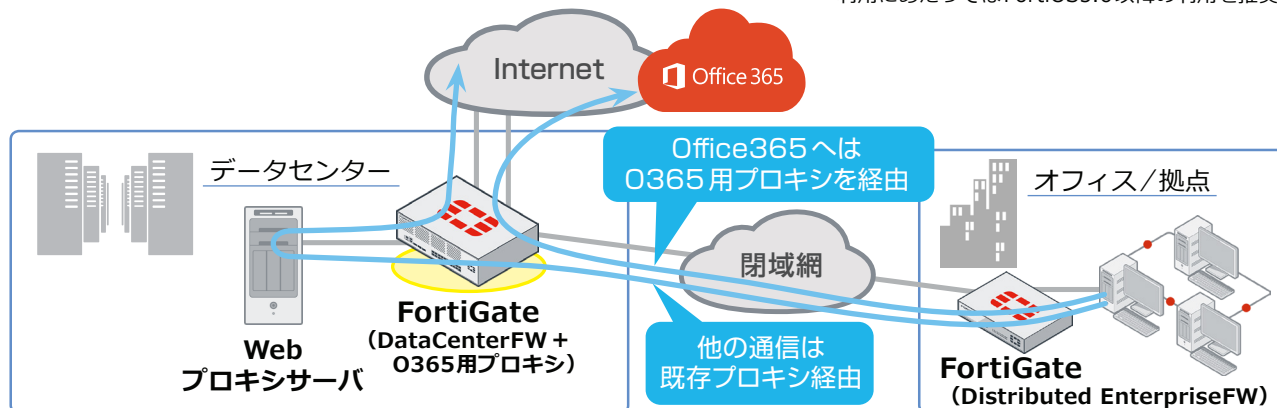 Internet
Office 365
データセンター
Office365へは
O365用プロキシを経由
オフィス/拠点
閉域網
FortiGate
(DataCenterFW +
O365用プロキシ)
Web
プロキシサーバ
他の通信は
既存プロキシ経由
FortiGate
(Distributed EnterpriseFW)